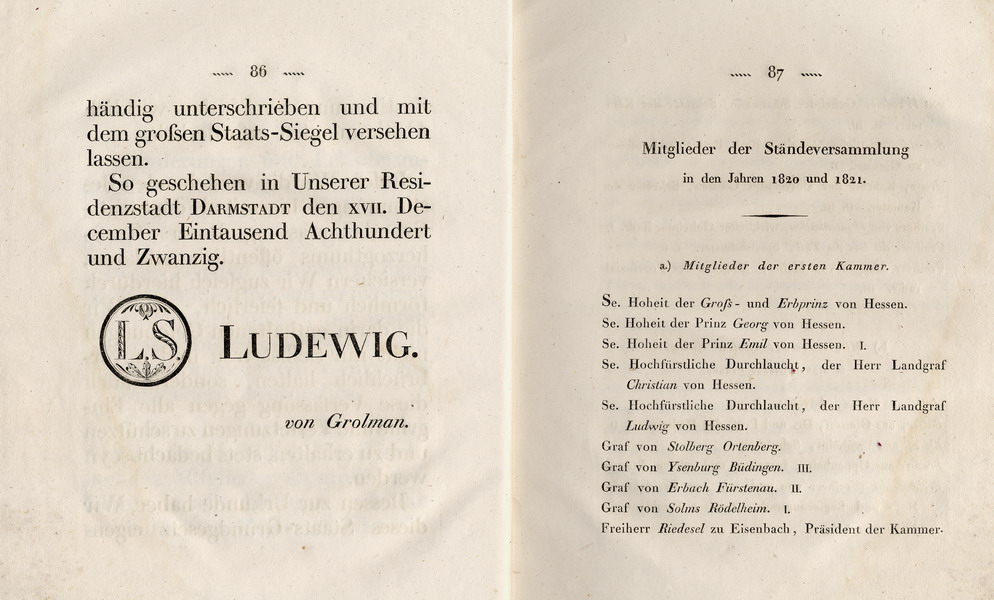 86
händig unterschrieben und mit
dem groſsen Staats-Siegel versehen
lassen.
So geschehen in Unserer Resi-
denzstadt DARMSTADT den XVII. De-
cember Eintausend Achthundert
und Zwanzig.
L.S.
LUDEWIG.
von Grolman.
87
Mitglieder der Ständeversammlung
in den Jahren 1820 und 1821.
a.) Mitglieder der ersten Kammer.
Se. Hoheit der Groſs- und Erbprinz von Hessen.
Se. Hoheit der Prinz Georg von Hessen.
Se. Hoheit der Prinz Emil von Hessen. I.
Se. Hochfürstliche Durchlaucht, der Herr Landgraf
Christian von Hessen.
Se. Hochfürstliche Durchlaucht, der Herr Landgraf
Ludwig von Hessen.
Graf von Stolberg Ortenberg.
Graf von Ysenburg Büdingen. III.
Graf von Erbach Fürstenau. II.
Graf von Solms Rödelheim. I.
Freiherr Riedesel zu Eisenbach, Präsident der Kammer.